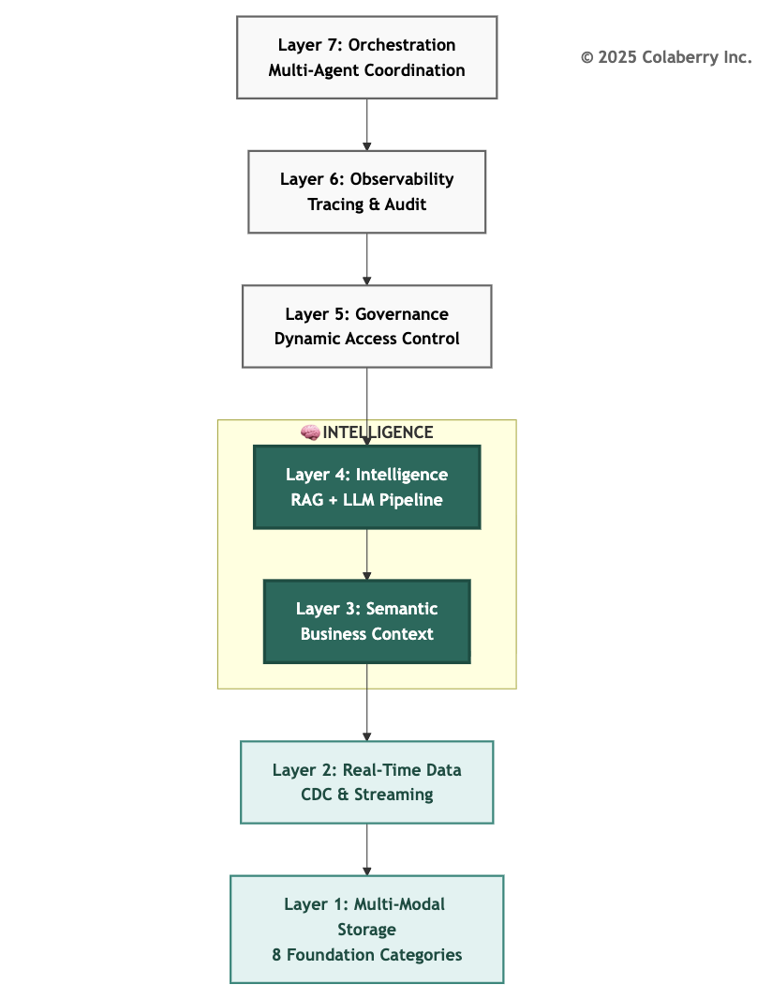 Layer 7: Orchestration
Multi-Agent Coordination
© 2025 Colaberry Inc.
Layer 6: Observability
Tracing & Audit
Layer 5: Governance
Dynamic Access Control
🧠 INTELLIGENCE
Layer 4: Intelligence
RAG + LLM Pipeline
Layer 3: Semantic
Business Context
Layer 2: Real-Time Data
CDC & Streaming
Layer 1: Multi-Modal
Storage
8 Foundation Categories